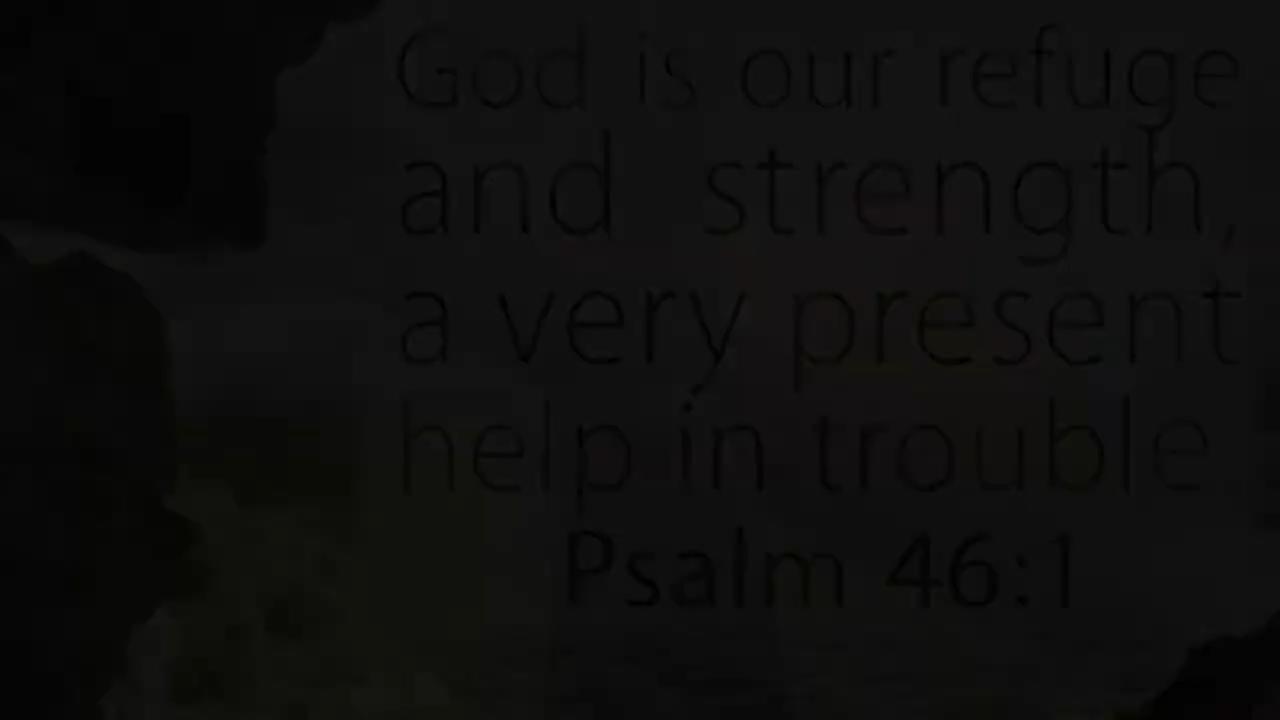 God is our refuge
and strength,
a very present
help in trouble
Psalm 46:1